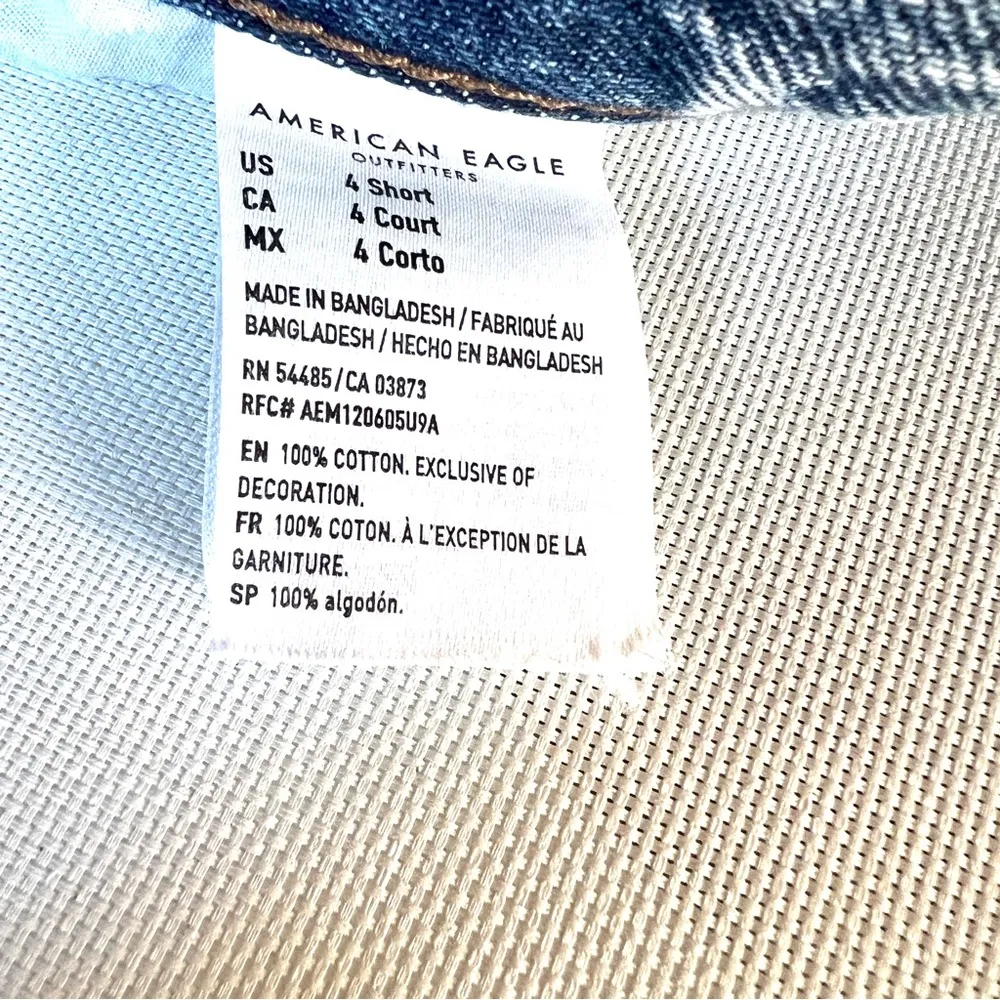 AMERICAN EAGLE
OUTFITTERS
US 4 Short
CA 4 Court
MX 4 Corto
MADE IN BANGLADESH / FABRIQUÉ AU
BANGLADESH / HECHO EN BANGLADESH
RN 54485/CA 03873
RFC# AEM120605U9A
EN 100% COTTON. EXCLUSIVE OF
DECORATION.
FR 100% COTON. À L'EXCEPTION DE LA
GARNITURE.
SP 100% algodón.